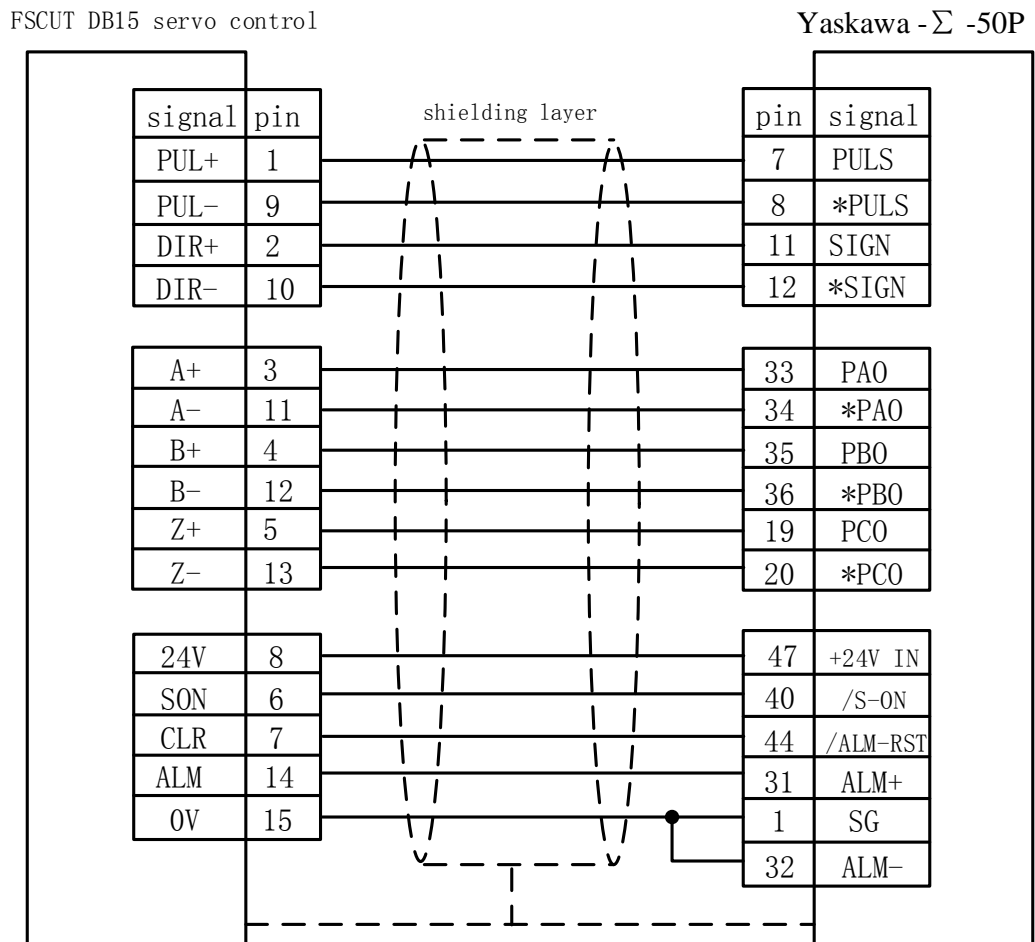 FSCUT DB15 servo control
Yaskawa -Σ -50P
shielding layer
signal pin
PUL+ 1
PUL- 9
DIR+ 2
DIR- 10
A+ 3
A- 11
B+ 4
B- 12
Z+ 5
Z- 13
24V 8
SON 6
CLR 7
ALM 14
0V 15
pin signal
7 PULS
8 *PULS
11 SIGN
12 *SIGN
33 PAO
34 *PAO
35 PBO
36 *PBO
19 PCO
20 *PCO
47 +24V IN
40 /S-ON
44 /ALM-RST
31 ALM+
1 SG
32 ALM-